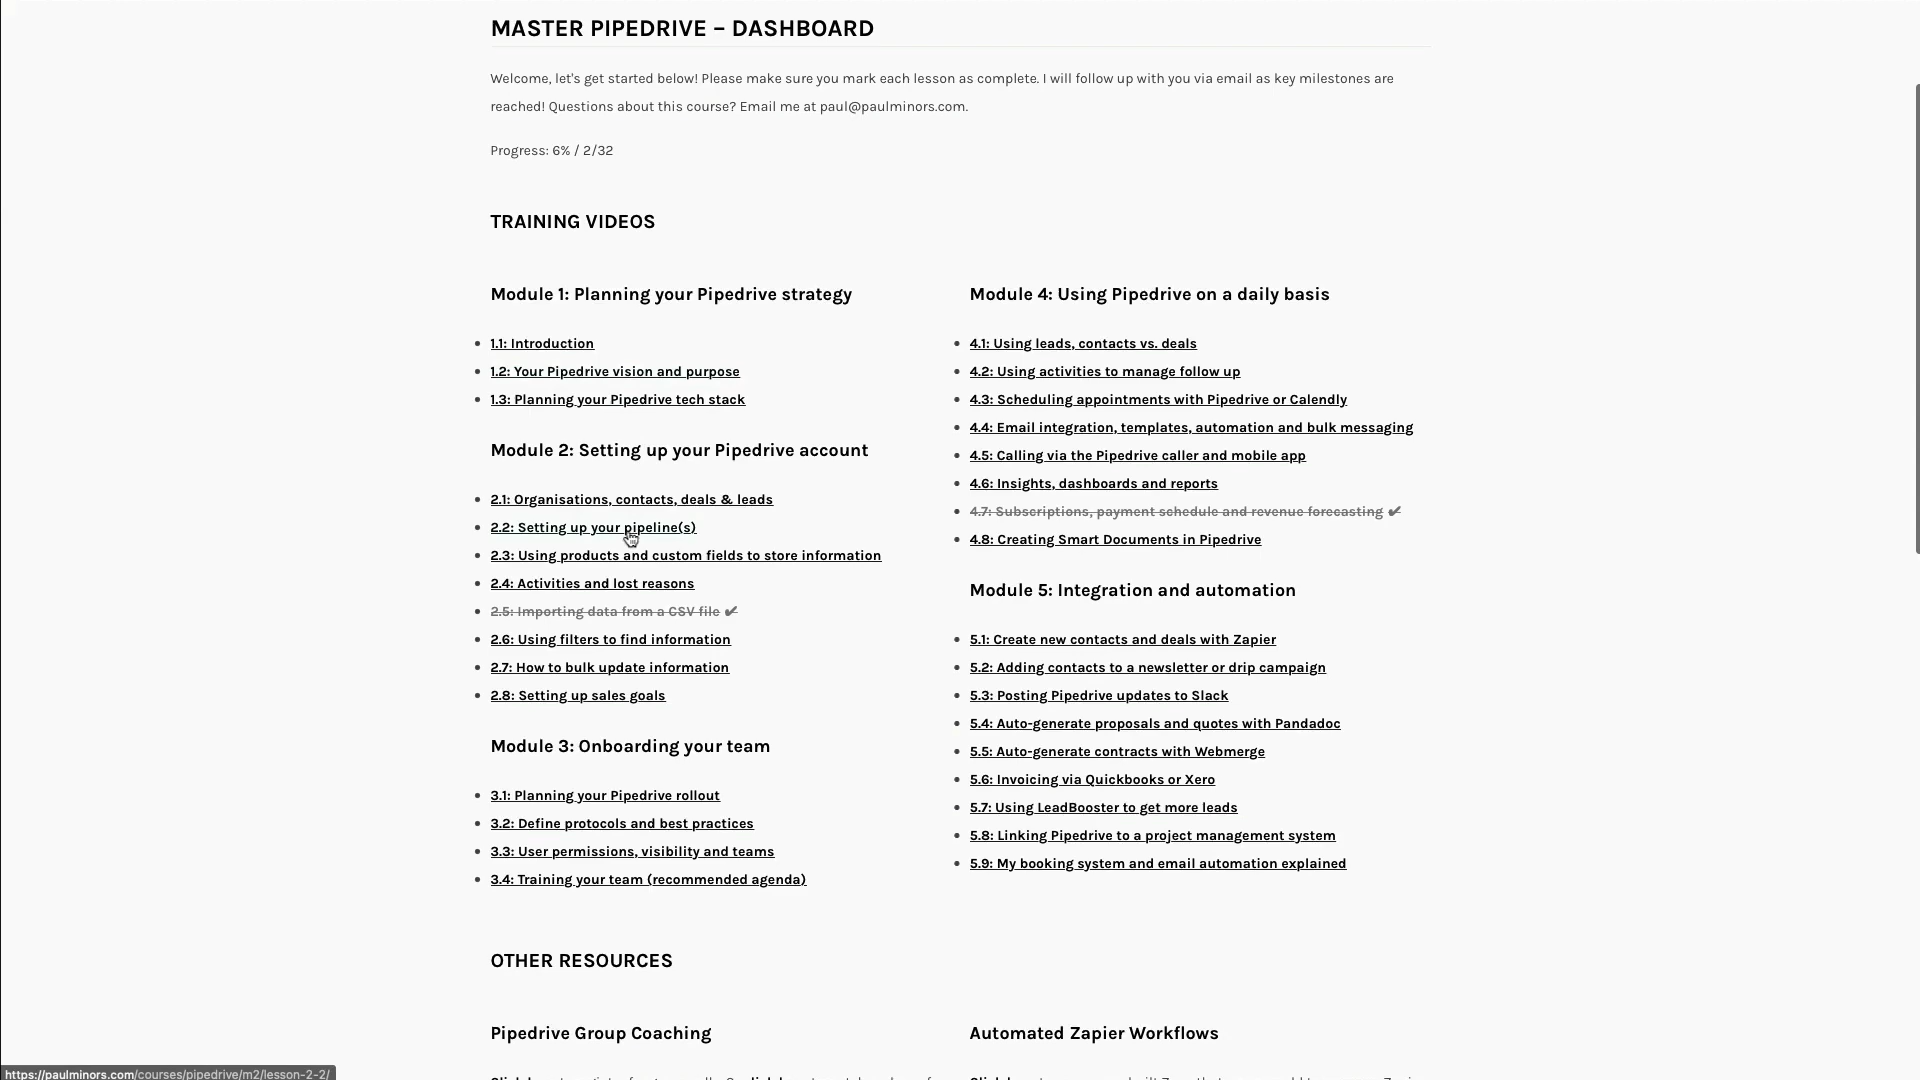 MASTER PIPEDRIVE – DASHBOARD
Welcome, let's get started below! Please make sure you mark each lesson as complete. I will follow up with you via email as key milestones are
reached! Questions about this course? Email me at paul@paulminors.com.
Progress: 6% / 2/32
TRAINING VIDEOS
Module 1: Planning your Pipedrive strategy
1.1: Introduction
1.2: Your Pipedrive vision and purpose
1.3: Planning your Pipedrive tech stack
Module 2: Setting up your Pipedrive account
2.1: Organisations, contacts, deals & leads
2.2: Setting up your pipeline(s)
2.3: Using products and custom fields to store information
2.4: Activities and lost reasons
2.5: Importing data from a CSV file ✔
2.6: Using filters to find information
2.7: How to bulk update information
2.8: Setting up sales goals
Module 3: Onboarding your team
3.1: Planning your Pipedrive rollout
3.2: Define protocols and best practices
3.3: User permissions, visibility and teams
3.4: Training your team (recommended agenda)
Module 4: Using Pipedrive on a daily basis
4.1: Using leads, contacts vs. deals
4.2: Using activities to manage follow up
4.3: Scheduling appointments with Pipedrive or Calendly
4.4: Email integration, templates, automation and bulk messaging
4.5: Calling via the Pipedrive caller and mobile app
4.6: Insights, dashboards and reports
4.7: Subscriptions, payment schedule and revenue forecasting ✔
4.8: Creating Smart Documents in Pipedrive
Module 5: Integration and automation
5.1: Create new contacts and deals with Zapier
5.2: Adding contacts to a newsletter or drip campaign
5.3: Posting Pipedrive updates to Slack
5.4: Auto-generate proposals and quotes with Pandadoc
5.5: Auto-generate contracts with Webmerge
5.6: Invoicing via Quickbooks or Xero
5.7: Using LeadBooster to get more leads
5.8: Linking Pipedrive to a project management system
5.9: My booking system and email automation explained
OTHER RESOURCES
Pipedrive Group Coaching
Automated Zapier Workflows
https://paulminors.com/courses/pipedrive/m2/lesson-2-2/